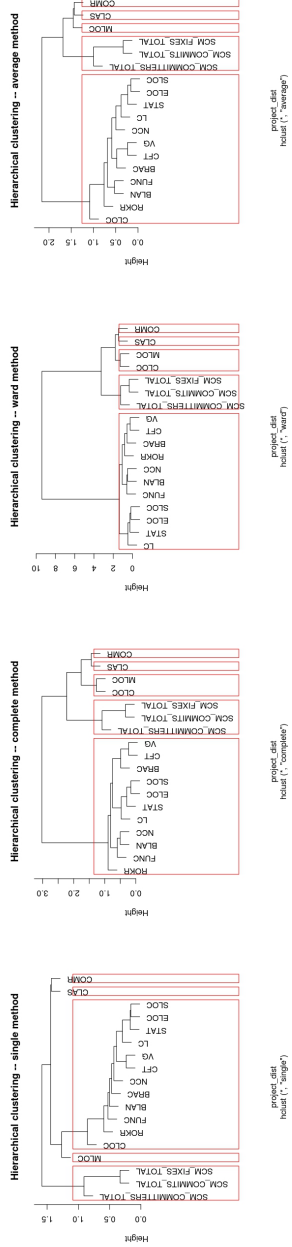 Hierarchical clustering -- single method
1.5
1.0
0.5
0.0
Height
SCM_COMMITTERS_TOTAL
SCM_COMMITS_TOTAL
SCM_FIXES_TOTAL
MLOC
CLOC
ROKR
FUNC
BLAN
BRAC
NCC
CFT
VG
LC
STAT
ELOC
SLOC
CLAS
COMR
project_dist
hclust (*, "single")
Hierarchical clustering -- complete method
3.0
2.0
1.0
0.0
Height
ROKR
FUNC
BLAN
NCC
LC
STAT
ELOC
SLOC
BRAC
CFT
VG
SCM_COMMITTERS_TOTAL
SCM_COMMITS_TOTAL
SCM_FIXES_TOTAL
CLOC
MLOC
CLAS
COMR
project_dist
hclust (*, "complete")
Hierarchical clustering -- ward method
10
8
6
4
2
0
Height
LC
STAT
ELOC
SLOC
FUNC
BLAN
NCC
ROKR
BRAC
CFT
VG
SCM_COMMITTERS_TOTAL
SCM_COMMITS_TOTAL
SCM_FIXES_TOTAL
CLOC
MLOC
CLAS
COMR
project_dist
hclust (*, "ward")
Hierarchical clustering -- average method
2.0
1.5
1.0
0.5
0.0
Height
CLOC
ROKR
BLAN
FUNC
BRAC
CFT
VG
NCC
LC
STAT
ELOC
SLOC
SCM_COMMITTERS_TOTAL
SCM_COMMITS_TOTAL
SCM_FIXES_TOTAL
MLOC
CLAS
COMR
project_dist
hclust (*, "average")